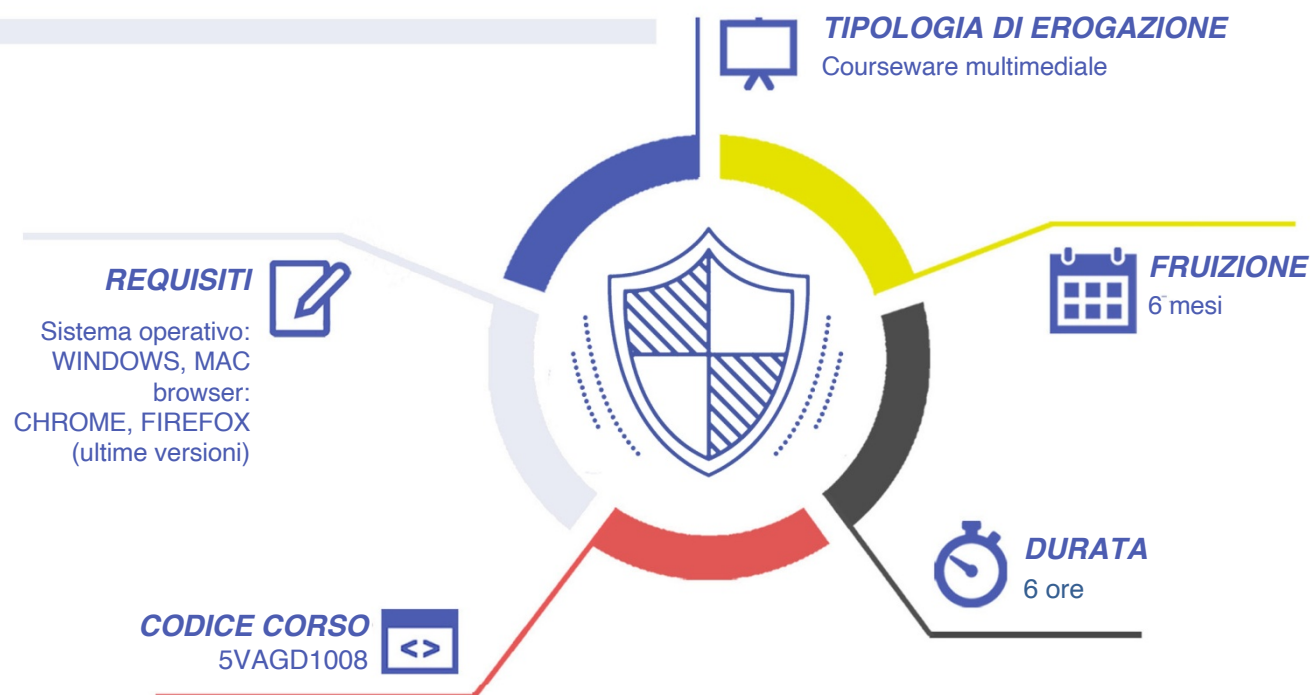 TIPOLOGIA DI EROGAZIONE
Courseware multimediale
FRUIZIONE
6 mesi
REQUISITI
Sistema operativo:
WINDOWS, MAC
browser:
CHROME, FIREFOX
(ultime versioni)
DURATA
6 ore
CODICE CORSO
5VAGD1008